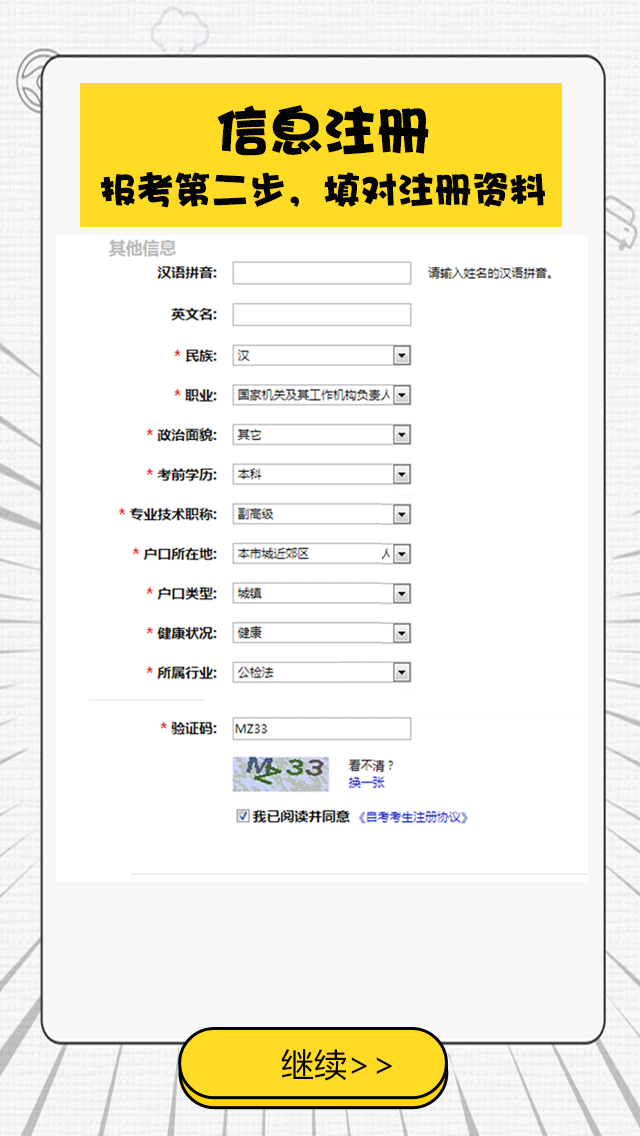 信息注册
报考第二步，填对注册资料
其他信息
汉语拼音: 请输入姓名的汉语拼音。
英文名:
* 民族: 汉
* 职业: 国家机关及其工作机构负责人
* 政治面貌: 其它
* 考前学历: 本科
* 专业技术职称: 副高级
* 户口所在地: 本市城近郊区 人
* 户口类型: 城镇
* 健康状况: 健康
* 所属行业: 公检法
* 验证码: MZ33
MZ33 看不清？
换一张
我已阅读并同意 《自考考生注册协议》
继续>>